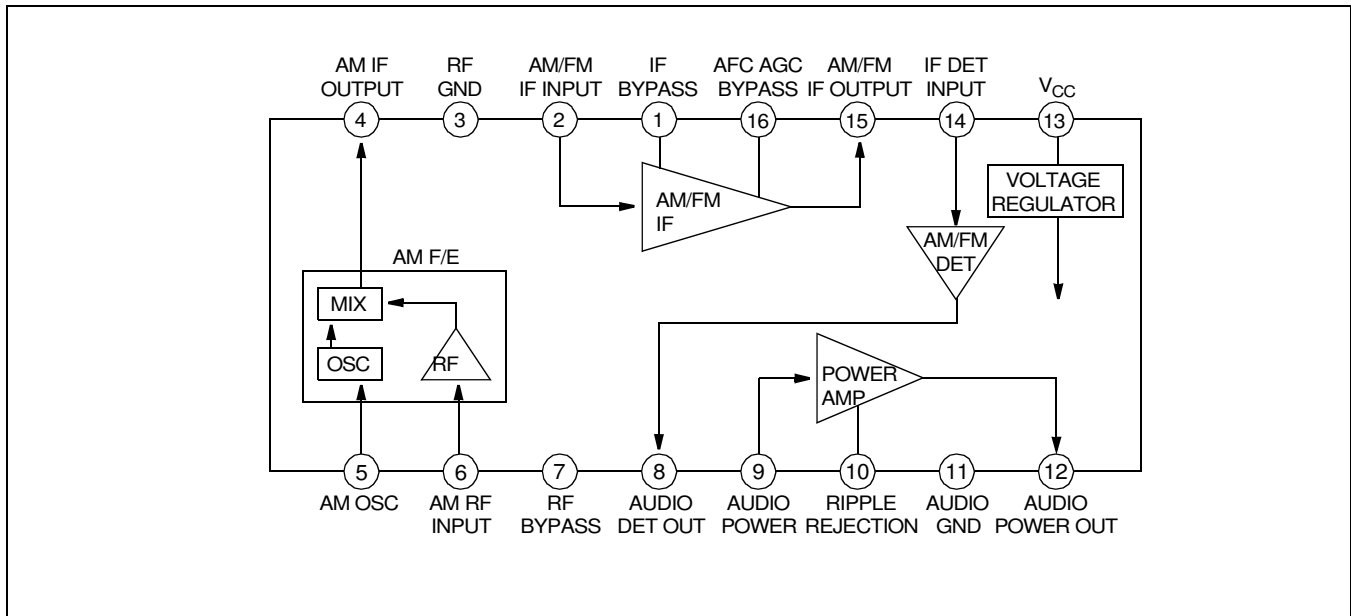 AM IF
OUTPUT
RF
GND
AM/FM
IF INPUT
IF
BYPASS
AFC AGC
BYPASS
AM/FM
IF OUTPUT
IF DET
INPUT
VCC
4
3
2
1
16
15
14
13
VOLTAGE
REGULATOR
AM/FM
IF
AM/FM
DET
AM F/E
MIX
OSC
RF
POWER
AMP
5
6
7
8
9
10
11
12
AM OSC
AM RF
INPUT
RF
BYPASS
AUDIO
DET OUT
AUDIO
POWER
RIPPLE
REJECTION
AUDIO
GND
AUDIO
POWER OUT